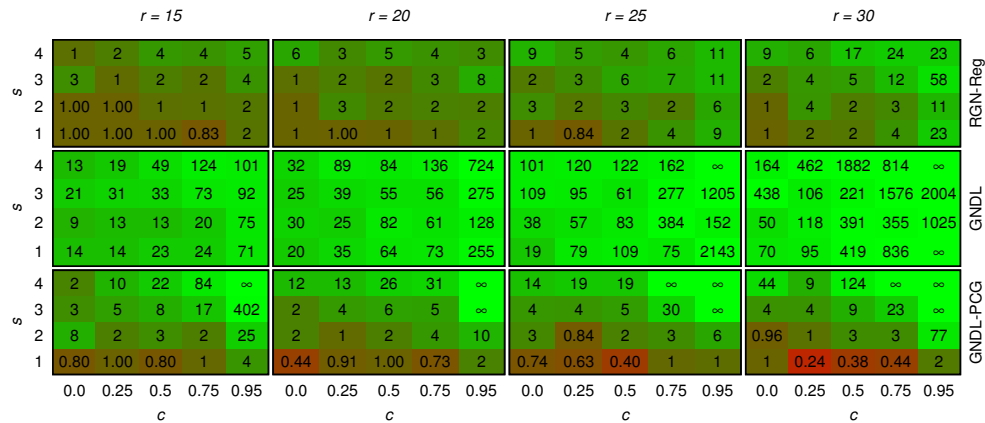 r = 15 r = 20 r = 25 r = 30
4 1 2 4 4 5 6 3 5 4 3 9 5 4 6 11 9 6 17 24 23
3 3 1 2 2 4 1 2 2 3 8 2 3 6 7 11 2 4 5 12 58
2 1.00 1.00 1 1 2 1 3 2 2 2 3 2 3 2 6 1 4 2 3 11
1 1.00 1.00 1.00 0.83 2 1 1.00 1 1 2 1 0.84 2 4 9 1 2 2 4 23
s
RGN-Reg
4 13 19 49 124 101 32 89 84 136 724 101 120 122 162 ∞ 164 462 1882 814 ∞
3 21 31 33 73 92 25 39 55 56 275 109 95 61 277 1205 438 106 221 1576 2004
2 9 13 13 20 75 30 25 82 61 128 38 57 83 384 152 50 118 391 355 1025
1 14 14 23 24 71 20 35 64 73 255 19 79 109 75 2143 70 95 419 836 ∞
s
GNDL
4 2 10 22 84 ∞ 12 13 26 31 ∞ 14 19 19 ∞ ∞ 44 9 124 ∞ ∞
3 3 5 8 17 402 2 4 6 5 ∞ 4 4 5 30 ∞ 4 4 9 23 ∞
2 8 2 3 2 25 2 1 2 4 10 3 0.84 2 3 6 0.96 1 3 3 77
1 0.80 1.00 0.80 1 4 0.44 0.91 1.00 0.73 2 0.74 0.63 0.40 1 1 1 0.24 0.38 0.44 2
s
GNDL-PCG
0.0 0.25 0.5 0.75 0.95 0.0 0.25 0.5 0.75 0.95 0.0 0.25 0.5 0.75 0.95 0.0 0.25 0.5 0.75 0.95
c c c c